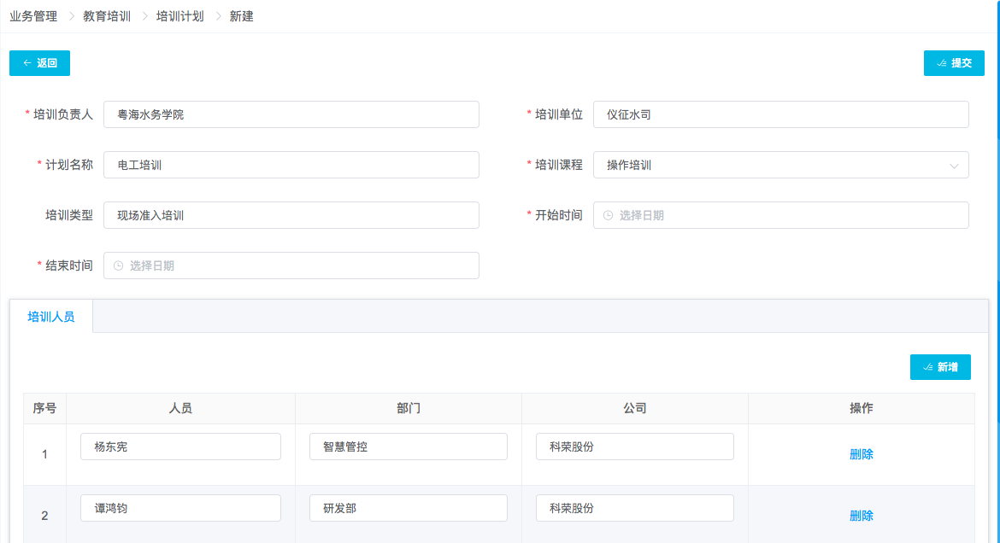 业务管理 > 教育培训 > 培训计划 > 新建
返回 提交
* 培训负责人 粤海水务学院 * 培训单位 仪征水司
* 计划名称 电工培训 * 培训课程 操作培训
培训类型 现场准入培训 * 开始时间 选择日期
* 结束时间 选择日期
培训人员
新增
序号 人员 部门 公司 操作
1 杨东宪 智慧管控 科荣股份 删除
2 谭鸿钧 研发部 科荣股份 删除